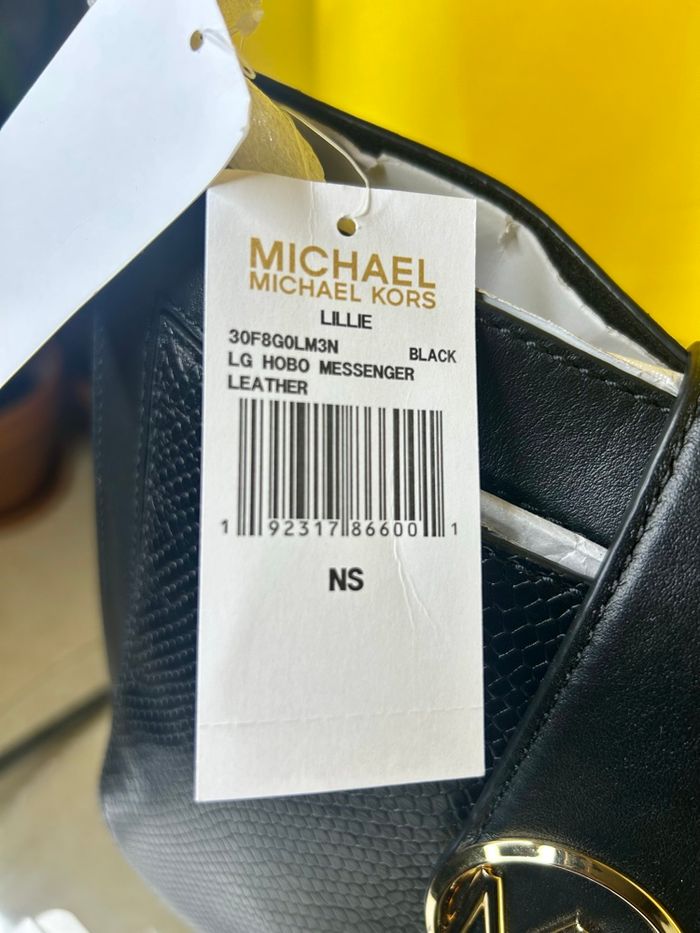 MICHAEL
MICHAEL KORS
LILLIE
30F8G0LM3N BLACK
LG HOBO MESSENGER
LEATHER
1 92317 86600 1
NS